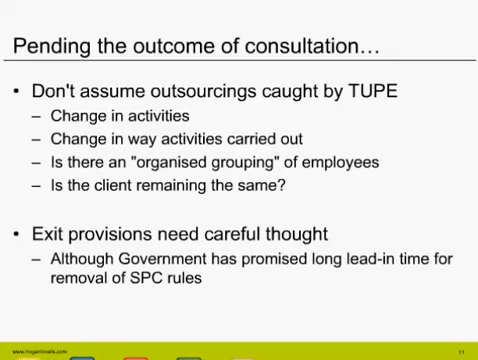 Pending the outcome of consultation…
• Don't assume outsourcings caught by TUPE
– Change in activities
– Change in way activities carried out
– Is there an "organised grouping" of employees
– Is the client remaining the same?
• Exit provisions need careful thought
– Although Government has promised long lead-in time for
removal of SPC rules
www.hoganlovells.com
11